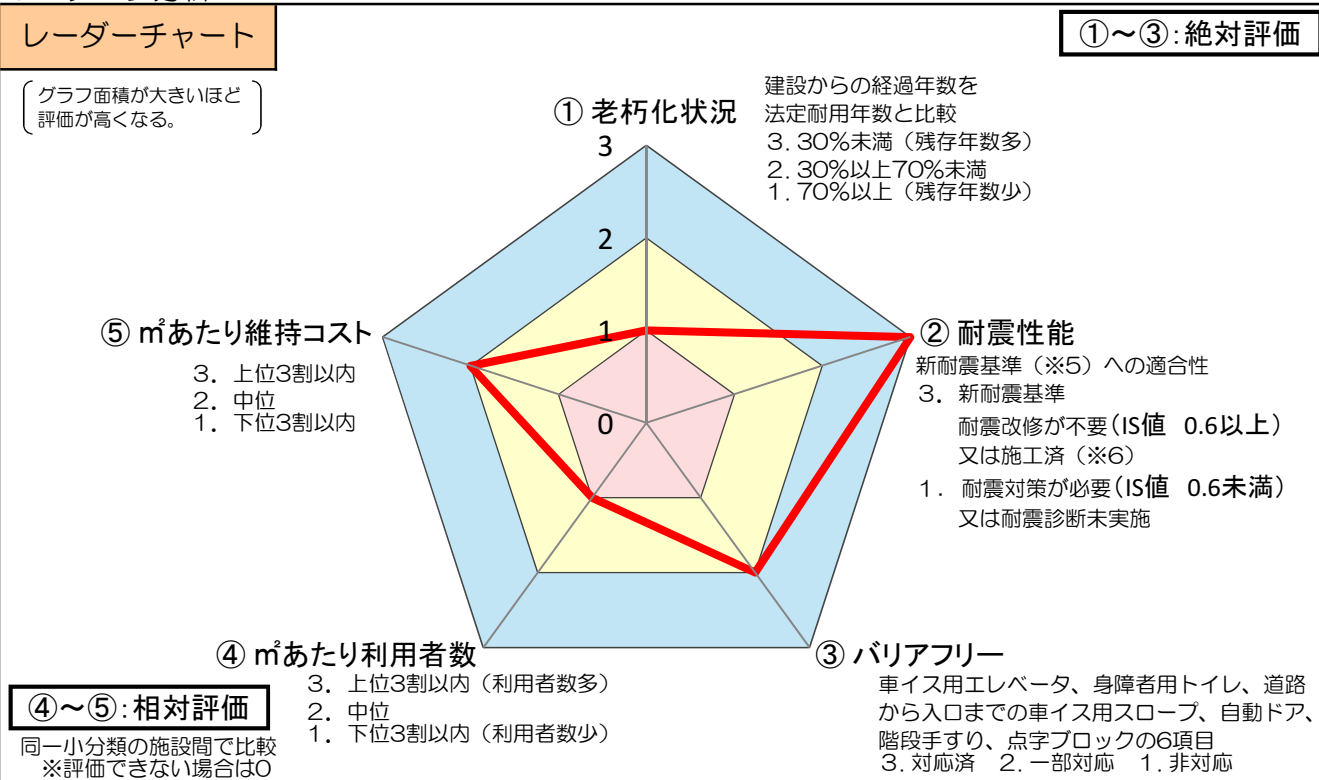 レーダーチャート
①～③:絶対評価
グラフ面積が大きいほど
評価が高くなる。
① 老朽化状況
建設からの経過年数を
法定耐用年数と比較
３.30%未満（残存年数多）
２.30%以上70%未満
１.70%以上（残存年数少）
3
2
1
0
② 耐震性能
新耐震基準（※5）への適合性
３. 新耐震基準
耐震改修が不要(IS値 0.6以上)
又は施工済（※6）
１. 耐震対策が必要(IS値 0.6未満)
又は耐震診断未実施
⑤ ㎡あたり維持コスト
３. 上位3割以内
２. 中位
１. 下位3割以内
④ ㎡あたり利用者数
３. 上位3割以内（利用者数多）
２. 中位
１. 下位3割以内（利用者数少）
③ バリアフリー
車イス用エレベータ、身障者用トイレ、道路
から入口までの車イス用スロープ、自動ドア、
階段手すり、点字ブロックの6項目
３.対応済 ２.一部対応 １.非対応
④～⑤:相対評価
同一小分類の施設間で比較
※評価できない場合は0